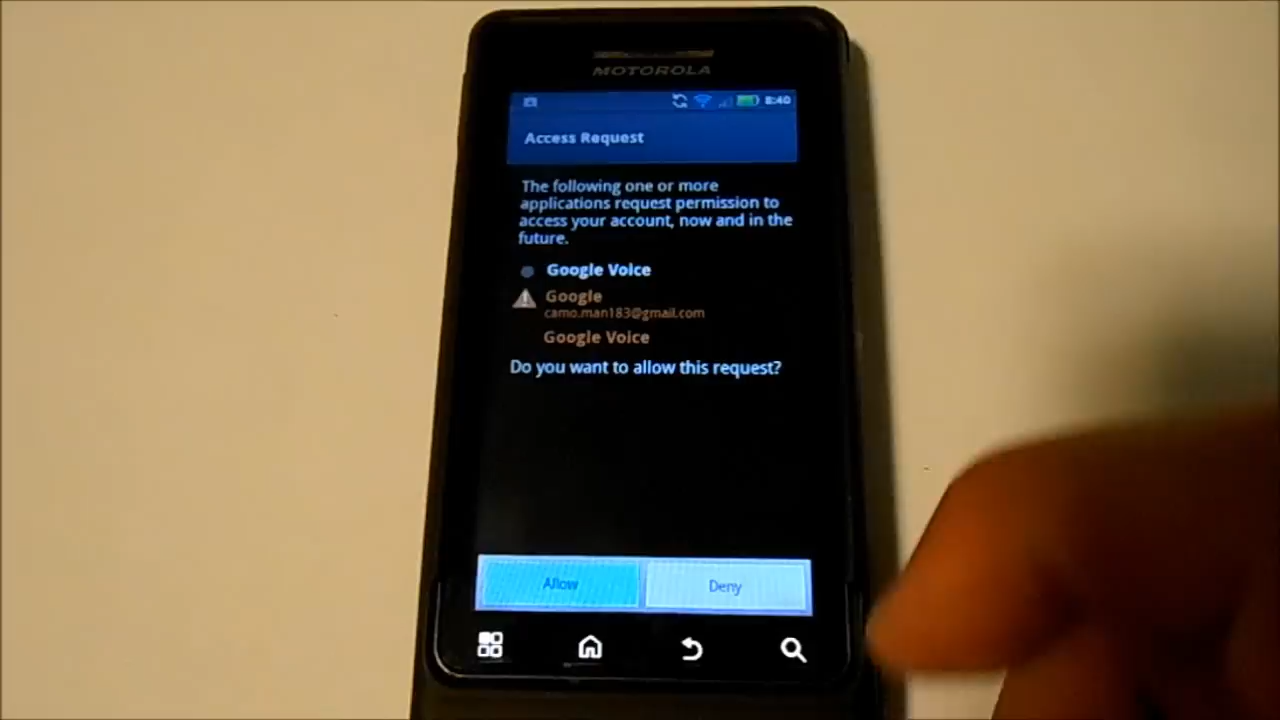 MOTOROLA
8:40
Access Request
The following one or more
applications request permission to
access your account, now and in the
future.
Google Voice
Google
camo.man183@gmail.com
Google Voice
Do you want to allow this request?
Allow Deny